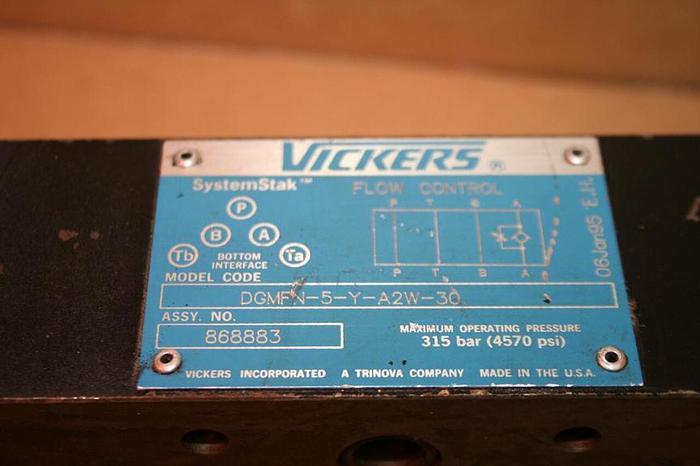 VICKERS®
SystemStak™ FLOW CONTROL
P T B A
P
B A
Tb Ta
BOTTOM INTERFACE
P T B A
06Jan95 E.H.
MODEL CODE
DGMFN-5-Y-A2W-30
ASSY. NO.
868883
MAXIMUM OPERATING PRESSURE
315 bar (4570 psi)
VICKERS INCORPORATED A TRINOVA COMPANY MADE IN THE U.S.A.